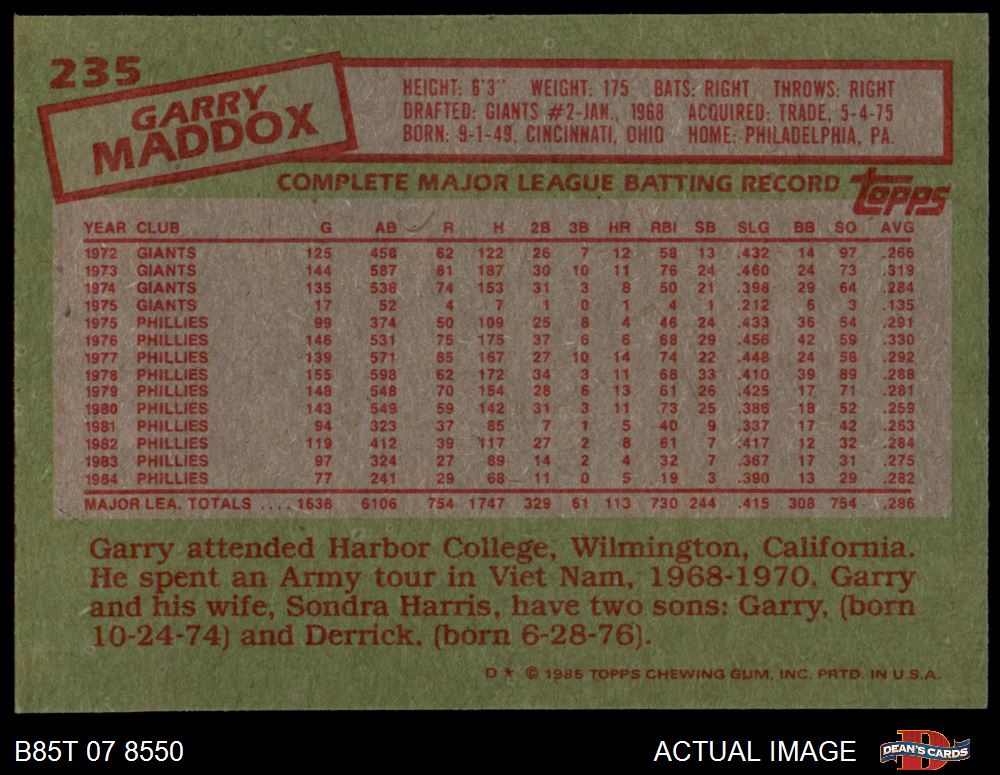 235
GARRY
MADDOX
HEIGHT: 6'3" WEIGHT: 175 BATS: RIGHT THROWS: RIGHT
DRAFTED: GIANTS #2-JAN., 1968 ACQUIRED: TRADE, 5-4-75
BORN: 9-1-49, CINCINNATI, OHIO HOME: PHILADELPHIA, PA.
COMPLETE MAJOR LEAGUE BATTING RECORD topps
YEAR CLUB G AB R H 2B 3B HR RBI SB SLG BB SO AVG
1972 GIANTS 125 458 62 122 26 7 12 58 13 .432 14 97 .266
1973 GIANTS 144 587 81 187 30 10 11 76 24 .460 24 73 .319
1974 GIANTS 135 538 74 153 31 3 8 50 21 .398 29 64 .284
1975 GIANTS 17 52 4 7 1 0 1 4 1 .212 6 3 .135
1975 PHILLIES 99 374 50 109 25 8 4 46 24 .433 36 54 .291
1976 PHILLIES 146 531 75 175 37 6 6 68 29 .456 42 59 .330
1977 PHILLIES 139 571 85 167 27 10 14 74 22 .448 24 58 .292
1978 PHILLIES 155 598 62 172 34 3 11 68 33 .410 39 89 .288
1979 PHILLIES 148 548 70 154 28 6 13 61 26 .425 17 71 .281
1980 PHILLIES 143 549 59 142 31 3 11 73 25 .386 18 52 .259
1981 PHILLIES 94 323 37 85 7 1 5 40 9 .337 17 42 .263
1982 PHILLIES 119 412 39 117 27 2 8 61 7 .417 12 32 .284
1983 PHILLIES 97 324 27 89 14 2 4 32 7 .367 17 31 .275
1984 PHILLIES 77 241 29 68 11 0 5 19 3 .390 13 29 .282
MAJOR LEA. TOTALS .... 1638 6106 754 1747 329 61 113 730 244 .415 308 754 .286
Garry attended Harbor College, Wilmington, California.
He spent an Army tour in Viet Nam, 1968-1970. Garry
and his wife, Sondra Harris, have two sons: Garry, (born
10-24-74) and Derrick. (born 6-28-76).
D ★ © 1985 TOPPS CHEWING GUM, INC. PRTD. IN U.S.A.
B85T 07 8550 ACTUAL IMAGE D DEAN'S CARDS